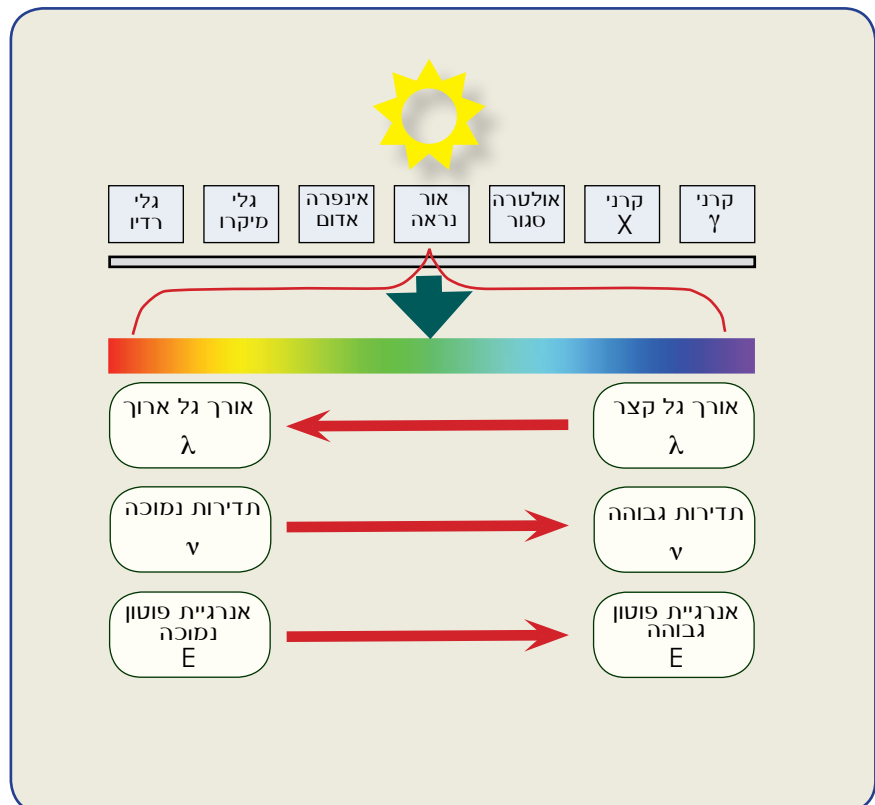 קרני
γ
קרני
X
אולטרה
סגור
אור
נראה
אינפרה
אדום
גלי
מיקרו
גלי
רדיו
אורך גל קצר
λ
אורך גל ארוך
λ
תדירות גבוהה
ν
תדירות נמוכה
ν
אנרגיית פוטון
גבוהה
E
אנרגיית פוטון
נמוכה
E